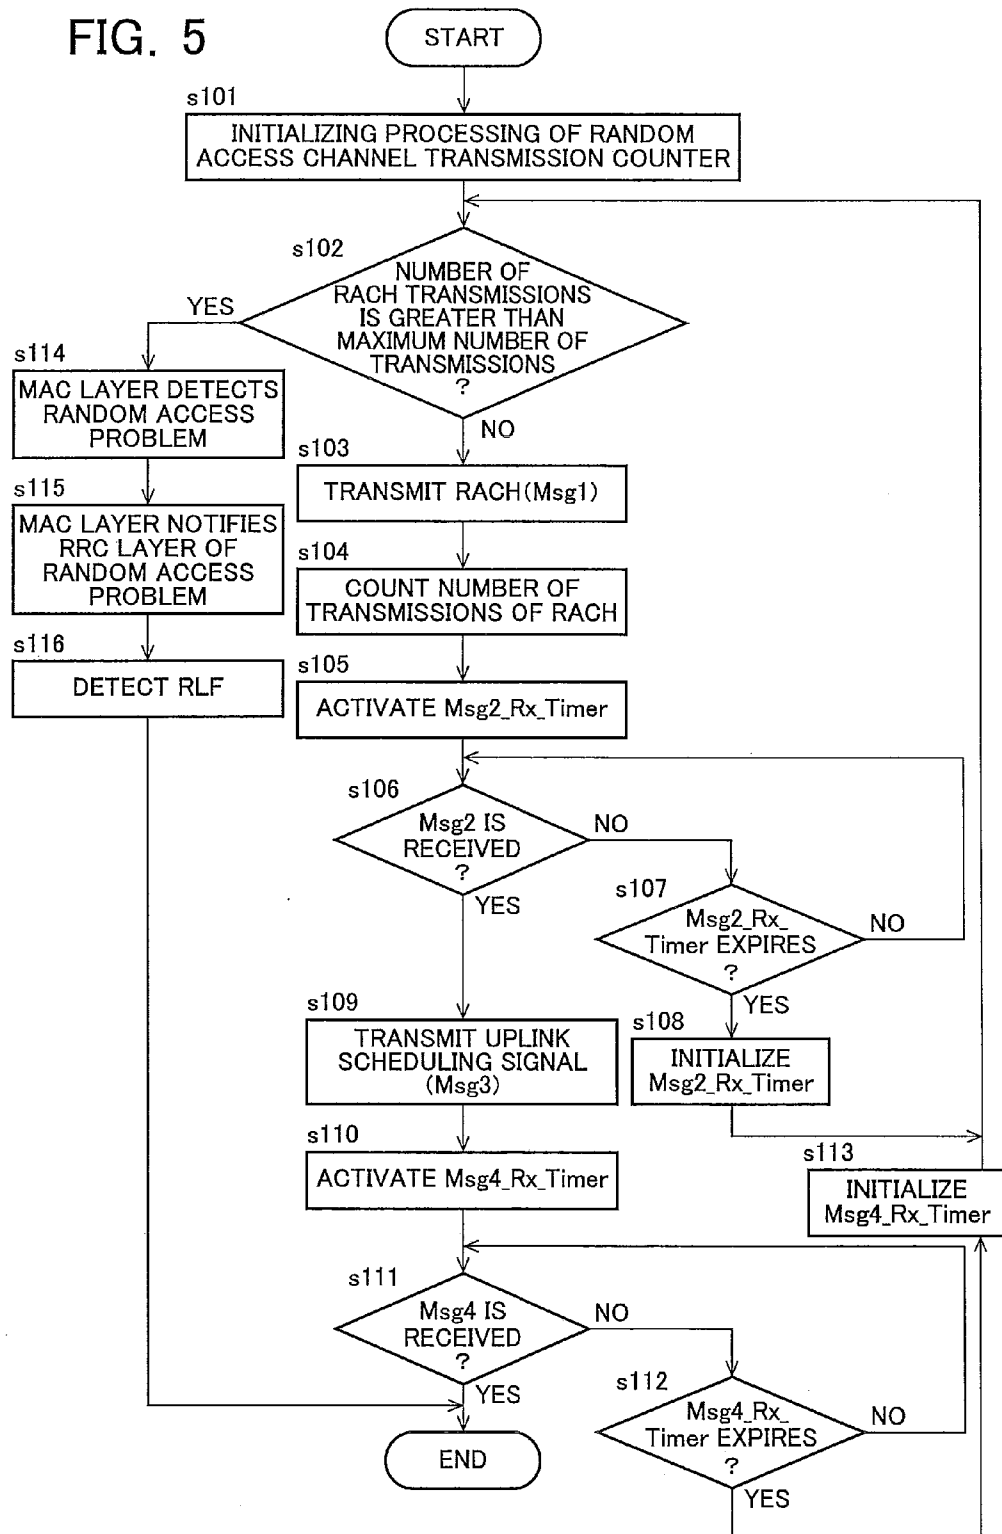 FIG. 5
START
s101
INITIALIZING PROCESSING OF RANDOM
ACCESS CHANNEL TRANSMISSION COUNTER
s102
NUMBER OF
RACH TRANSMISSIONS
IS GREATER THAN
MAXIMUM NUMBER OF
TRANSMISSIONS
?
YES
NO
s114
MAC LAYER DETECTS
RANDOM ACCESS
PROBLEM
s115
MAC LAYER NOTIFIES
RRC LAYER OF
RANDOM ACCESS
PROBLEM
s116
DETECT RLF
s103
TRANSMIT RACH(Msg1)
s104
COUNT NUMBER OF
TRANSMISSIONS OF RACH
s105
ACTIVATE Msg2_Rx_Timer
s106
Msg2 IS
RECEIVED
?
NO
YES
s107
Msg2_Rx_
Timer EXPIRES
?
NO
YES
s108
INITIALIZE
Msg2_Rx_Timer
s109
TRANSMIT UPLINK
SCHEDULING SIGNAL
(Msg3)
s110
ACTIVATE Msg4_Rx_Timer
s113
INITIALIZE
Msg4_Rx_Timer
s111
Msg4 IS
RECEIVED
?
NO
YES
s112
Msg4_Rx_
Timer EXPIRES
?
NO
YES
END